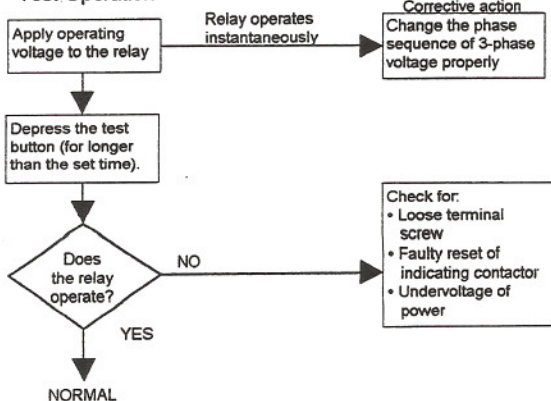 Test Operation
Corrective action
Apply operating
voltage to the relay
Relay operates
instantaneously
Change the phase
sequence of 3-phase
voltage properly
Depress the test
button (for longer
than the set time).
Does
the relay
operate?
NO
YES
NORMAL
Check for:
• Loose terminal
screw
• Faulty reset of
indicating contactor
• Undervoltage of
power